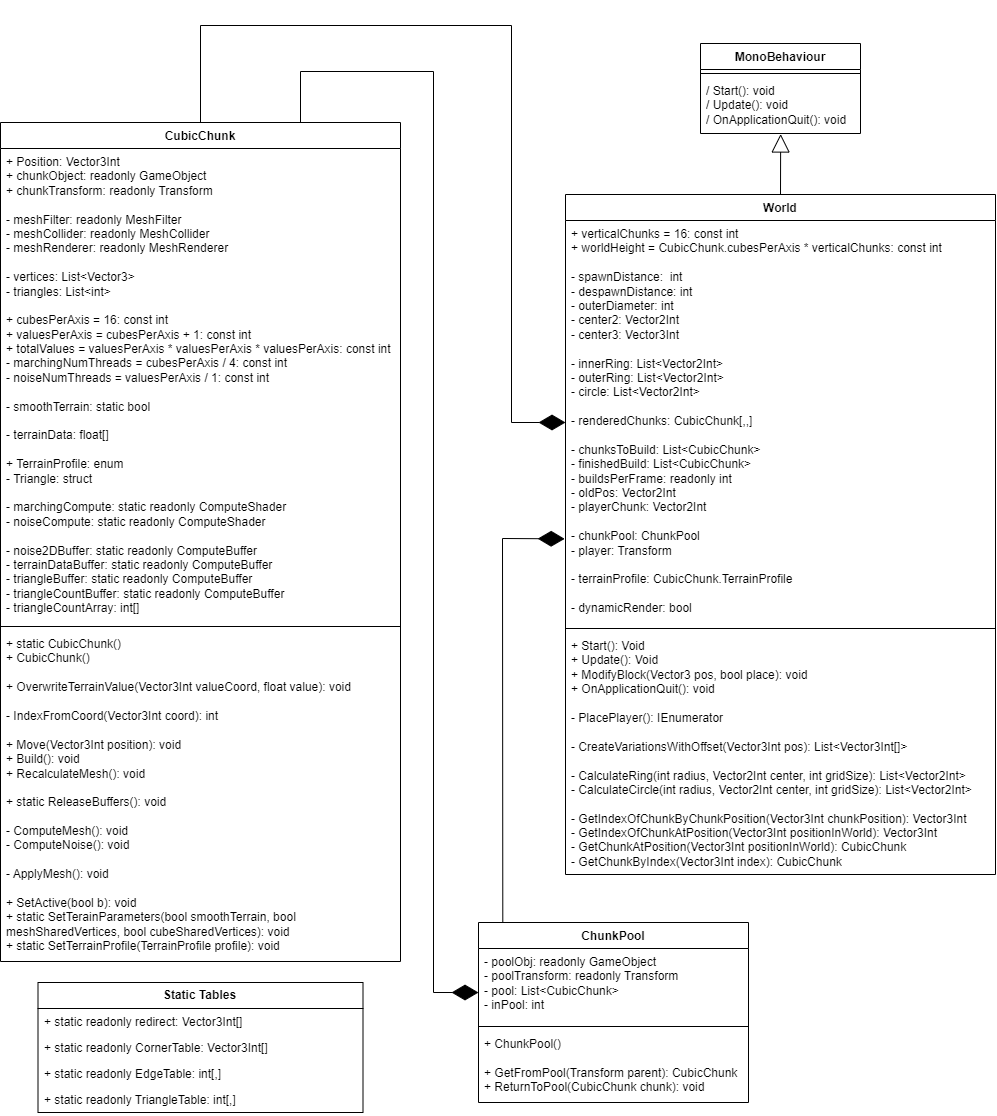 CubicChunk
+ Position: Vector3Int
+ chunkObject: readonly GameObject
+ chunkTransform: readonly Transform
- meshFilter: readonly MeshFilter
- meshCollider: readonly MeshCollider
- meshRenderer: readonly MeshRenderer
- vertices: List<Vector3>
- triangles: List<int>
+ cubesPerAxis = 16: const int
+ valuesPerAxis = cubesPerAxis + 1: const int
+ totalValues = valuesPerAxis * valuesPerAxis * valuesPerAxis: const int
- marchingNumThreads = cubesPerAxis / 4: const int
- noiseNumThreads = valuesPerAxis / 1: const int
- smoothTerrain: static bool
- terrainData: float[]
+ TerrainProfile: enum
- Triangle: struct
- marchingCompute: static readonly ComputeShader
- noiseCompute: static readonly ComputeShader
- noise2DBuffer: static readonly ComputeBuffer
- terrainDataBuffer: static readonly ComputeBuffer
- triangleBuffer: static readonly ComputeBuffer
- triangleCountBuffer: static readonly ComputeBuffer
- triangleCountArray: int[]
+ static CubicChunk()
+ CubicChunk()
+ OverwriteTerrainValue(Vector3Int valueCoord, float value): void
- IndexFromCoord(Vector3Int coord): int
+ Move(Vector3Int position): void
+ Build(): void
+ RecalculateMesh(): void
+ static ReleaseBuffers(): void
- ComputeMesh(): void
- ComputeNoise(): void
- ApplyMesh(): void
+ SetActive(bool b): void
+ static SetTerainParameters(bool smoothTerrain, bool
meshSharedVertices, bool cubeSharedVertices): void
+ static SetTerrainProfile(TerrainProfile profile): void
MonoBehaviour
/ Start(): void
/ Update(): void
/ OnApplicationQuit(): void
World
+ verticalChunks = 16: const int
+ worldHeight = CubicChunk.cubesPerAxis * verticalChunks: const int
- spawnDistance: int
- despawnDistance: int
- outerDiameter: int
- center2: Vector2Int
- center3: Vector3Int
- innerRing: List<Vector2Int>
- outerRing: List<Vector2Int>
- circle: List<Vector2Int>
- renderedChunks: CubicChunk[,,]
- chunksToBuild: List<CubicChunk>
- finishedBuild: List<CubicChunk>
- buildsPerFrame: readonly int
- oldPos: Vector2Int
- playerChunk: Vector2Int
- chunkPool: ChunkPool
- player: Transform
- terrainProfile: CubicChunk.TerrainProfile
- dynamicRender: bool
+ Start(): Void
+ Update(): Void
+ ModifyBlock(Vector3 pos, bool place): void
+ OnApplicationQuit(): void
- PlacePlayer(): IEnumerator
- CreateVariationsWithOffset(Vector3Int pos): List<Vector3Int[]>
- CalculateRing(int radius, Vector2Int center, int gridSize): List<Vector2Int>
- CalculateCircle(int radius, Vector2Int center, int gridSize): List<Vector2Int>
- GetIndexOfChunkByChunkPosition(Vector3Int chunkPosition): Vector3Int
- GetIndexOfChunkAtPosition(Vector3Int positionInWorld): Vector3Int
- GetChunkAtPosition(Vector3Int positionInWorld): CubicChunk
- GetChunkByIndex(Vector3Int index): CubicChunk
ChunkPool
- poolObj: readonly GameObject
- poolTransform: readonly Transform
- pool: List<CubicChunk>
- inPool: int
+ ChunkPool()
+ GetFromPool(Transform parent): CubicChunk
+ ReturnToPool(CubicChunk chunk): void
Static Tables
+ static readonly redirect: Vector3Int[]
+ static readonly CornerTable: Vector3Int[]
+ static readonly EdgeTable: int[,]
+ static readonly TriangleTable: int[,]